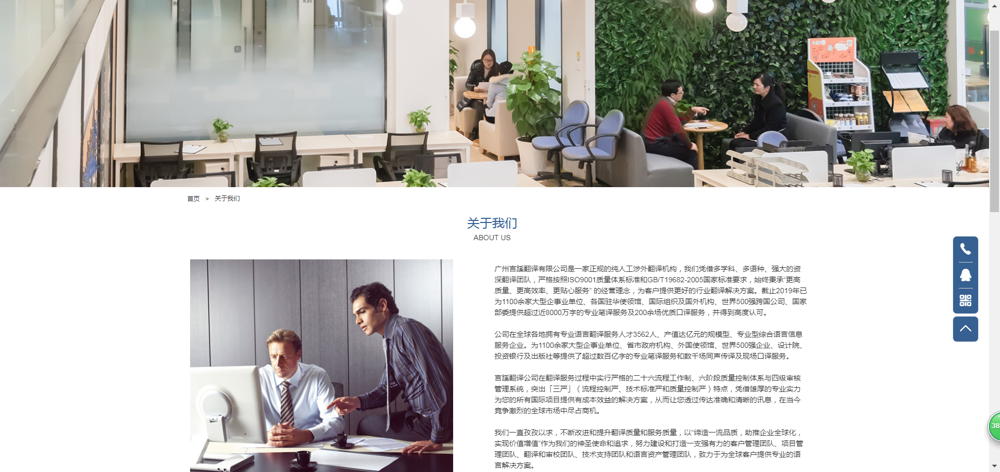 首页 > 关于我们
关于我们
ABOUT US
广州言蹊翻译有限公司是一家正规的纯人工涉外翻译机构，我们凭借多学科、多语种、强大的资
深翻译团队，严格按照ISO9001质量体系标准和GB/T19682-2005国家标准要求，始终秉承“更高
质量、更高效率、更贴心服务” 的经营理念，为客户提供更好的行业翻译解决方案。截止2019年已
为1100余家大型企事业单位、各国驻华使领馆、国际组织及国外机构、世界500强跨国公司、国家
部委提供超过近8000万字的专业笔译服务及200余场优质口译服务，并得到高度认可。
公司在全球各地拥有专业语言翻译服务人才3562人、产值达亿元的规模型、专业型综合语言信息
服务企业。为1100余家大型企事业单位、省市政府机构、外国使领馆、世界500强企业、设计院、
投资银行及出版社等提供了超过数百亿字的专业笔译服务和数千场同声传译及现场口译服务。
言蹊翻译公司在翻译服务过程中实行严格的二十六流程工作制、六阶段质量控制体系与四级审核
管理系统，突出「三严」（流程控制严、技术标准严和质量控制严）特点，凭借雄厚的专业实力
为您的所有国际项目提供有成本效益的解决方案，从而让您透过传达准确和清晰的讯息，在当今
竞争激烈的全球市场中尽占商机。
我们一直孜孜以求，不断改进和提升翻译质量和服务质量，以“缔造一流品质，助推企业全球化，
实现价值增值”作为我们的神圣使命和追求，努力建设和打造一支强有力的客户管理团队、项目管
理团队、翻译和审校团队、技术支持团队和语言资产管理团队，致力于为全球客户提供专业的语
言解决方案。
38